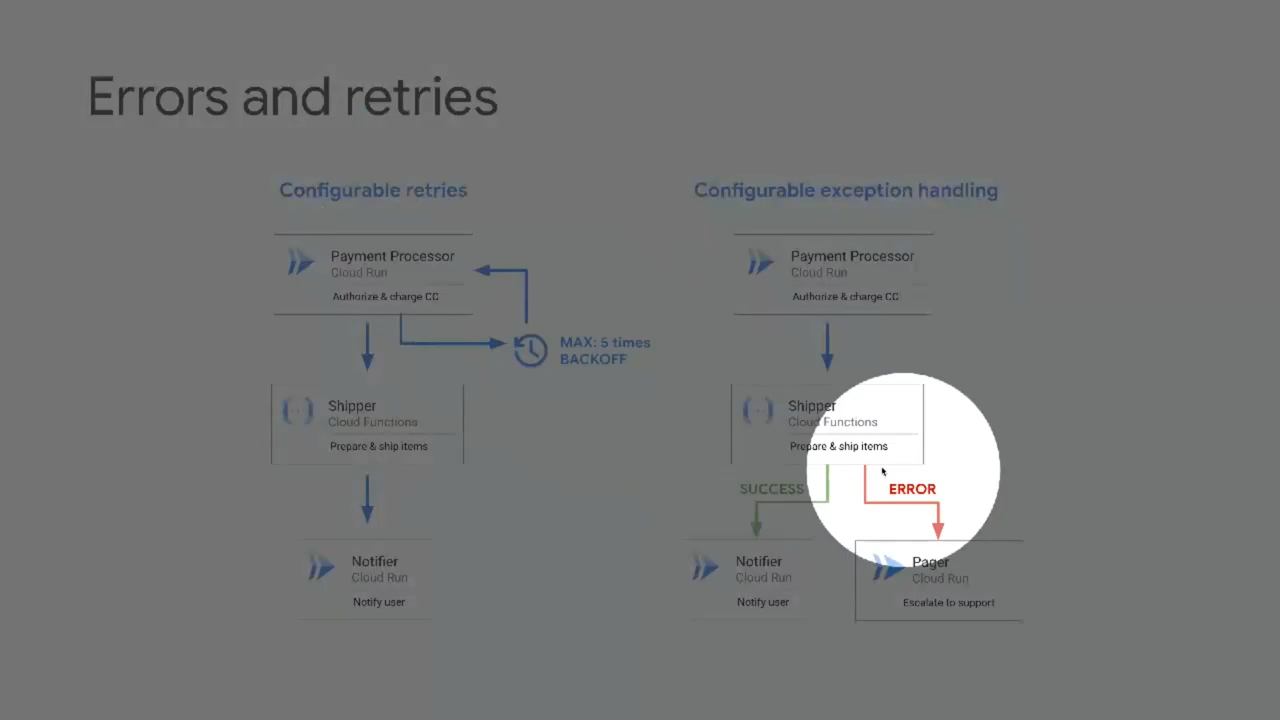 Errors and retries
Configurable retries
Payment Processor
Cloud Run
Authorize & charge CC
MAX: 5 times
BACKOFF
Shipper
Cloud Functions
Prepare & ship items
Notifier
Cloud Run
Notify user
Configurable exception handling
Payment Processor
Cloud Run
Authorize & charge CC
Shipper
Cloud Functions
Prepare & ship items
SUCCESS
ERROR
Notifier
Cloud Run
Notify user
Pager
Cloud Run
Escalate to support